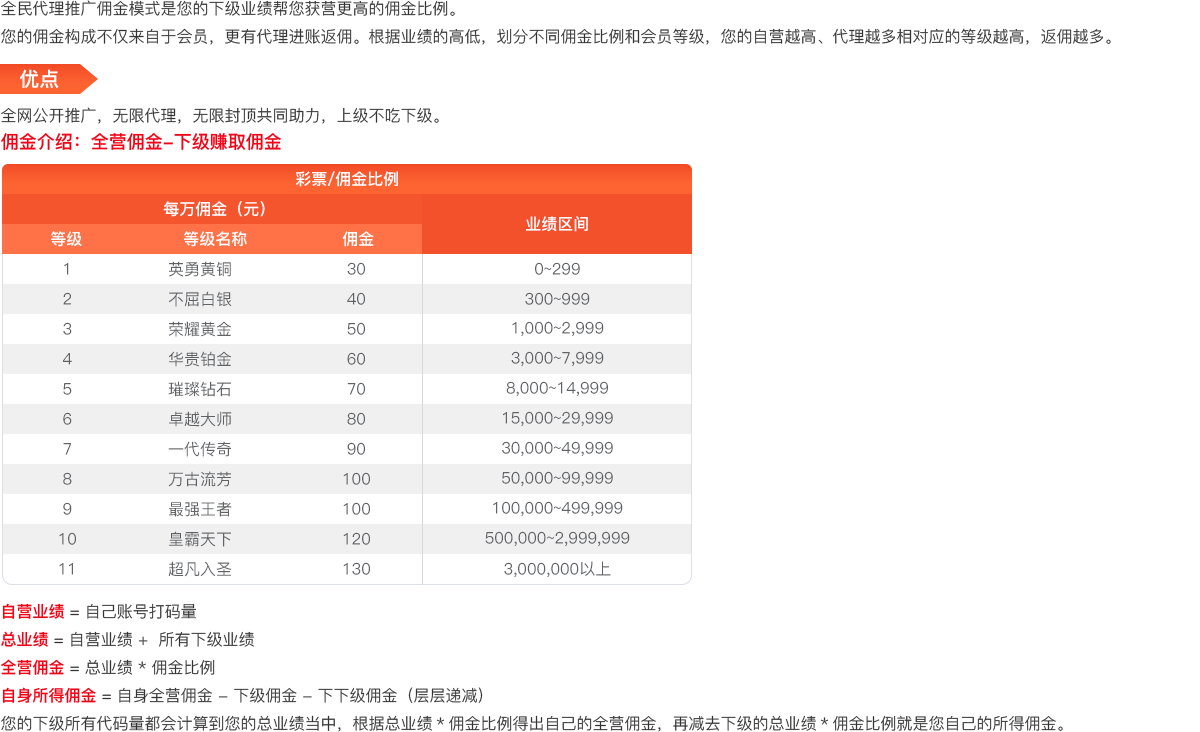 全民代理推广佣金模式是您的下级业绩帮您获营更高的佣金比例。
您的佣金构成不仅来自于会员，更有代理进账返佣。根据业绩的高低，划分不同佣金比例和会员等级，您的自营越高、代理越多相对应的等级越高，返佣越多。
优点
全网公开推广，无限代理，无限封顶共同助力，上级不吃下级。
佣金介绍：全营佣金–下级赚取佣金
彩票/佣金比例
每万佣金（元） 业绩区间
等级 等级名称 佣金
1 英勇黄铜 30 0~299
2 不屈白银 40 300~999
3 荣耀黄金 50 1,000~2,999
4 华贵铂金 60 3,000~7,999
5 璀璨钻石 70 8,000~14,999
6 卓越大师 80 15,000~29,999
7 一代传奇 90 30,000~49,999
8 万古流芳 100 50,000~99,999
9 最强王者 100 100,000~499,999
10 皇霸天下 120 500,000~2,999,999
11 超凡入圣 130 3,000,000以上
自营业绩 = 自己账号打码量
总业绩 = 自营业绩 + 所有下级业绩
全营佣金 = 总业绩 * 佣金比例
自身所得佣金 = 自身全营佣金 – 下级佣金 – 下下级佣金（层层递减）
您的下级所有代码量都会计算到您的总业绩当中，根据总业绩 * 佣金比例得出自己的全营佣金，再减去下级的总业绩 * 佣金比例就是您自己的所得佣金。